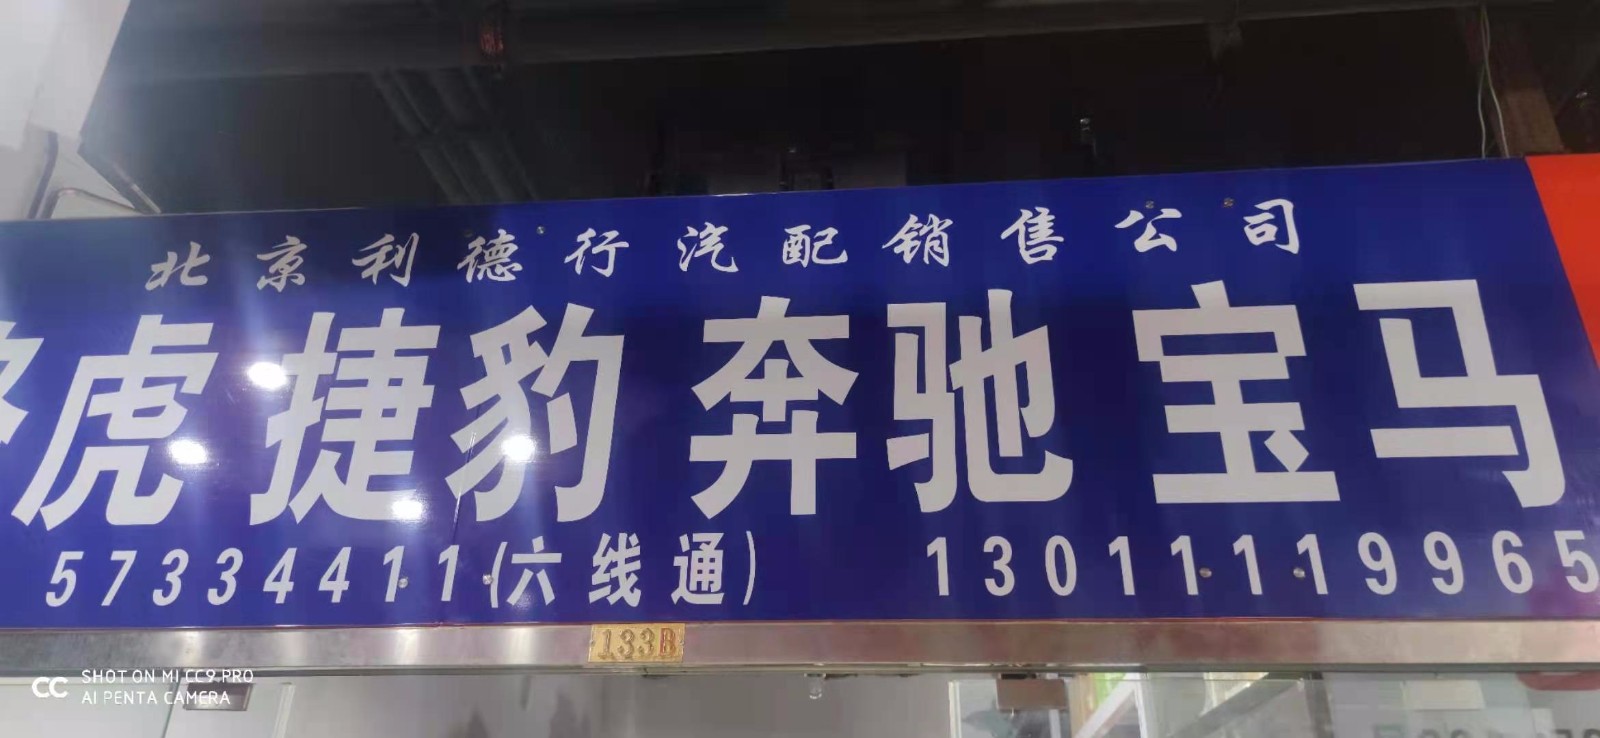 北京利德行汽配销售公司
虎 捷豹 奔驰 宝马
57334411(六线通) 13011119965
133B
SHOT ON MI CC9 PRO
AI PENTA CAMERA